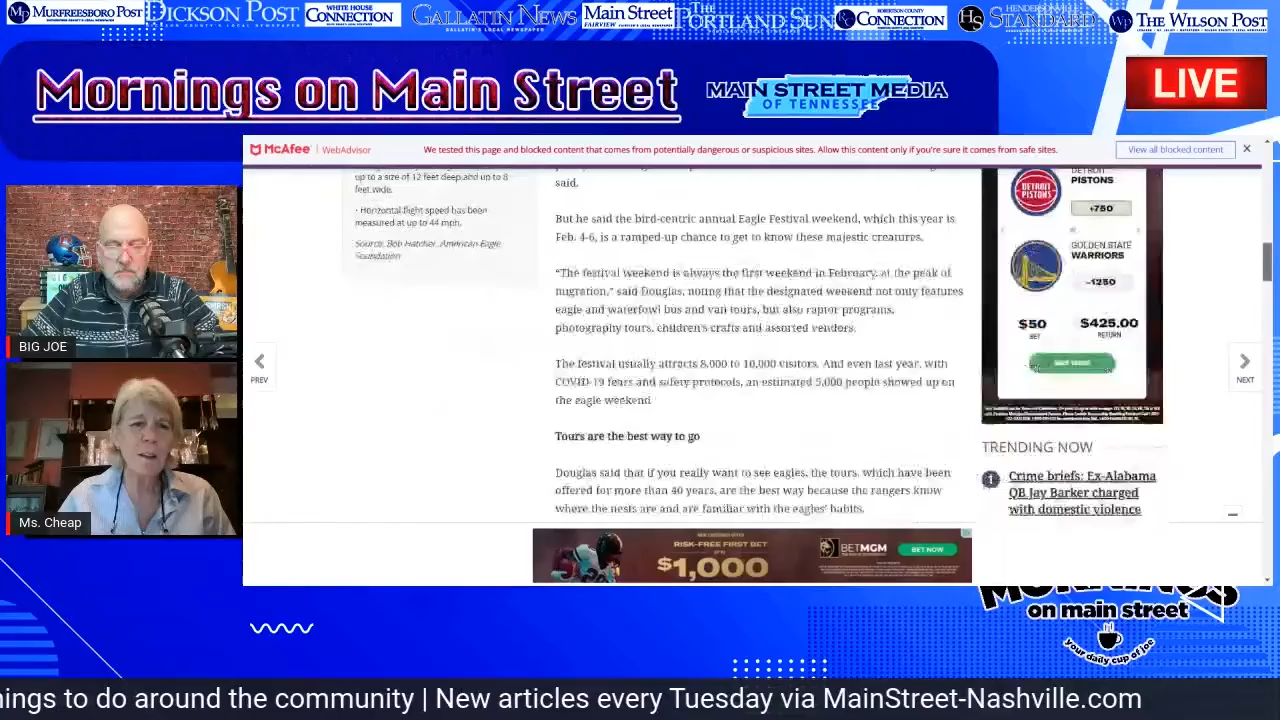 MURFREESBORO POST
DICKSON POST
WHITE HOUSE
CONNECTION
GALLATIN NEWS
GALLATIN'S LOCAL NEWSPAPER
Main Street
FAIRVIEW
THE PORTLAND SUN
ROBERTSON COUNTY
CONNECTION
HENDERSONVILLE
STANDARD
THE WILSON POST
Mornings on Main Street
MAIN STREET MEDIA
OF TENNESSEE
LIVE
McAfee | WebAdvisor
We tested this page and blocked content that comes from potentially dangerous or suspicious sites. Allow this content only if you're sure it comes from safe sites.
View all blocked content
up to a size of 12 feet deep and up to 8
feet wide.
· Horizontal flight speed has been
measured at up to 44 mph.
Source: Bob Hatcher, American Eagle
Foundation
said.
But he said the bird-centric annual Eagle Festival weekend, which this year is
Feb. 4-6, is a ramped-up chance to get to know these majestic creatures.
“The festival weekend is always the first weekend in February, at the peak of
migration,” said Douglas, noting that the designated weekend not only features
eagle and waterfowl bus and van tours, but also raptor programs,
photography tours, children's crafts and assorted vendors.
The festival usually attracts 8,000 to 10,000 visitors. And even last year, with
COVID-19 fears and safety protocols, an estimated 5,000 people showed up on
the eagle weekend.
Tours are the best way to go
Douglas said that if you really want to see eagles, the tours, which have been
offered for more than 40 years, are the best way because the rangers know
where the nests are and are familiar with the eagles' habits.
PREV
NEXT
DETROIT
PISTONS
+750
GOLDEN STATE
WARRIORS
-1250
$50
BET
$425.00
RETURN
TRENDING NOW
1
Crime briefs: Ex-Alabama
QB Jay Barker charged
with domestic violence
RISK-FREE FIRST BET
$1,000
BETMGM
BET NOW
BIG JOE
Ms. Cheap
MORNINGS
on main street
your daily cup of joe
nings to do around the community | New articles every Tuesday via MainStreet-Nashville.com